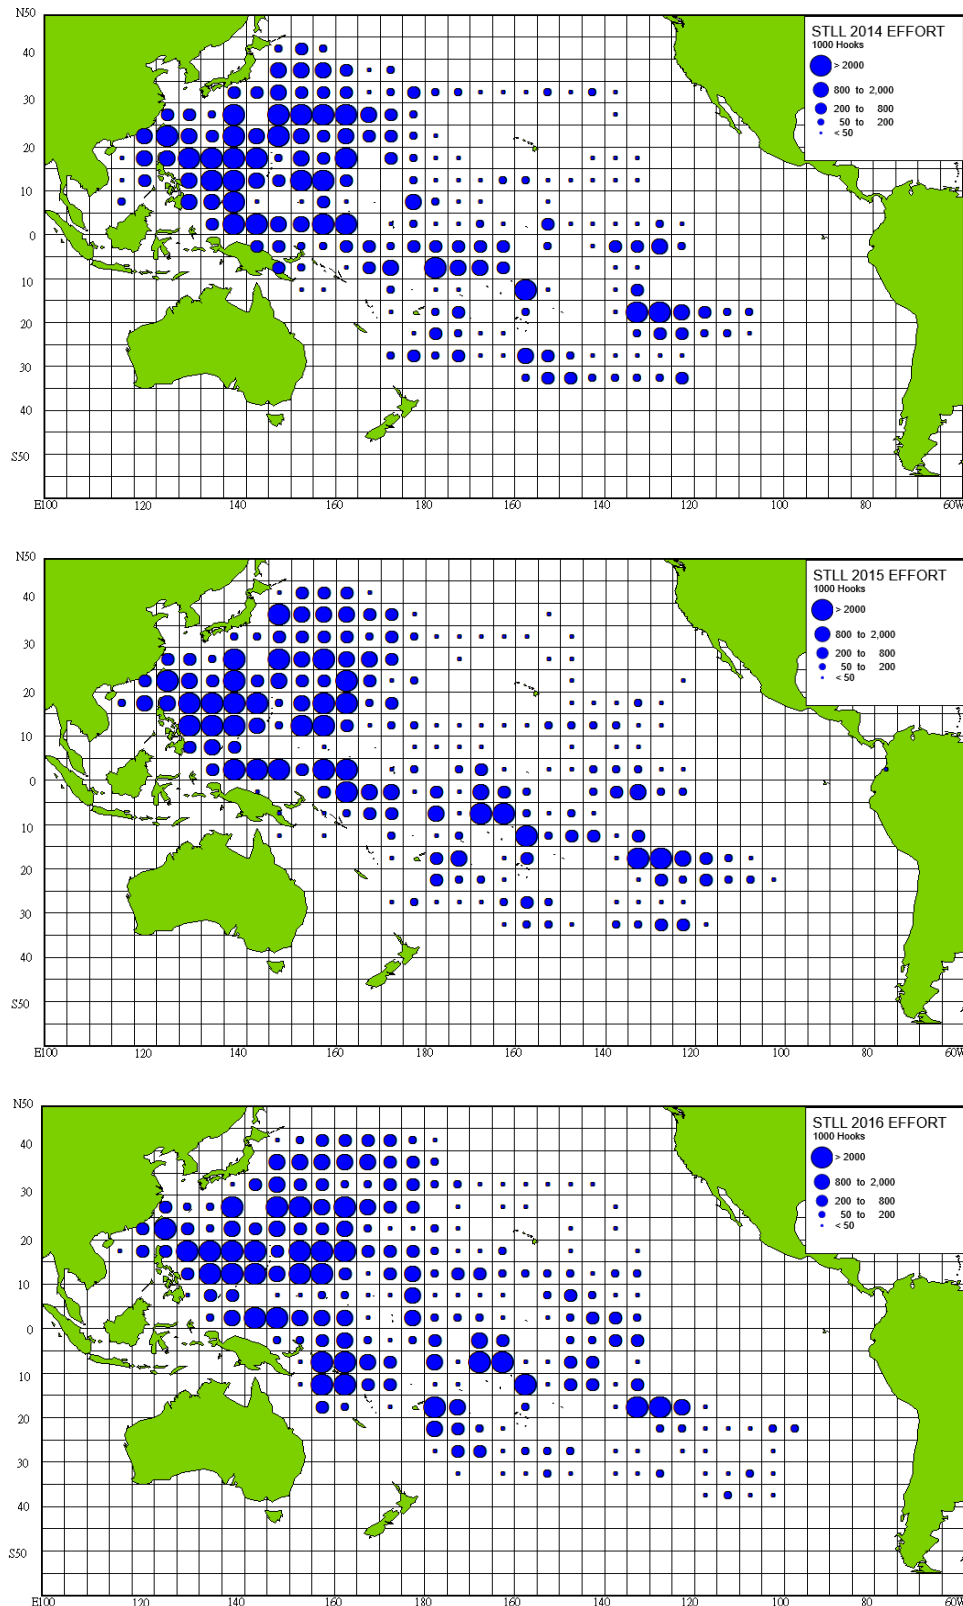 N50
40
30
20
10
0
10
20
30
40
S50
E100 120 140 160 180 160 140 120 100 80 60W
STLL 2014 EFFORT
1000 Hooks
> 2000
800 to 2,000
200 to 800
50 to 200
< 50
N50
40
30
20
10
0
10
20
30
40
S50
E100 120 140 160 180 160 140 120 100 80 60W
STLL 2015 EFFORT
1000 Hooks
> 2000
800 to 2,000
200 to 800
50 to 200
< 50
N50
40
30
20
10
0
10
20
30
40
S50
E100 120 140 160 180 160 140 120 100 80 60W
STLL 2016 EFFORT
1000 Hooks
> 2000
800 to 2,000
200 to 800
50 to 200
< 50